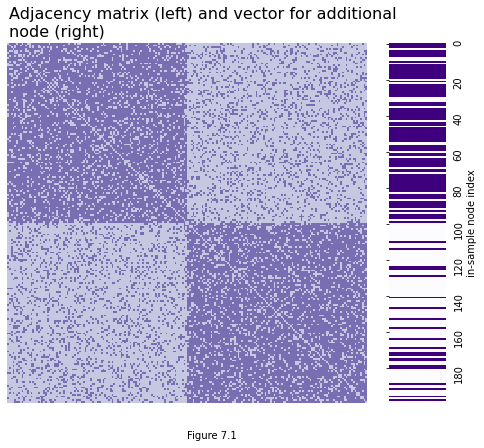 Adjacency matrix (left) and vector for additional
node (right)
0
20
40
60
80
100
120
140
160
180
in-sample node index
Figure 7.1